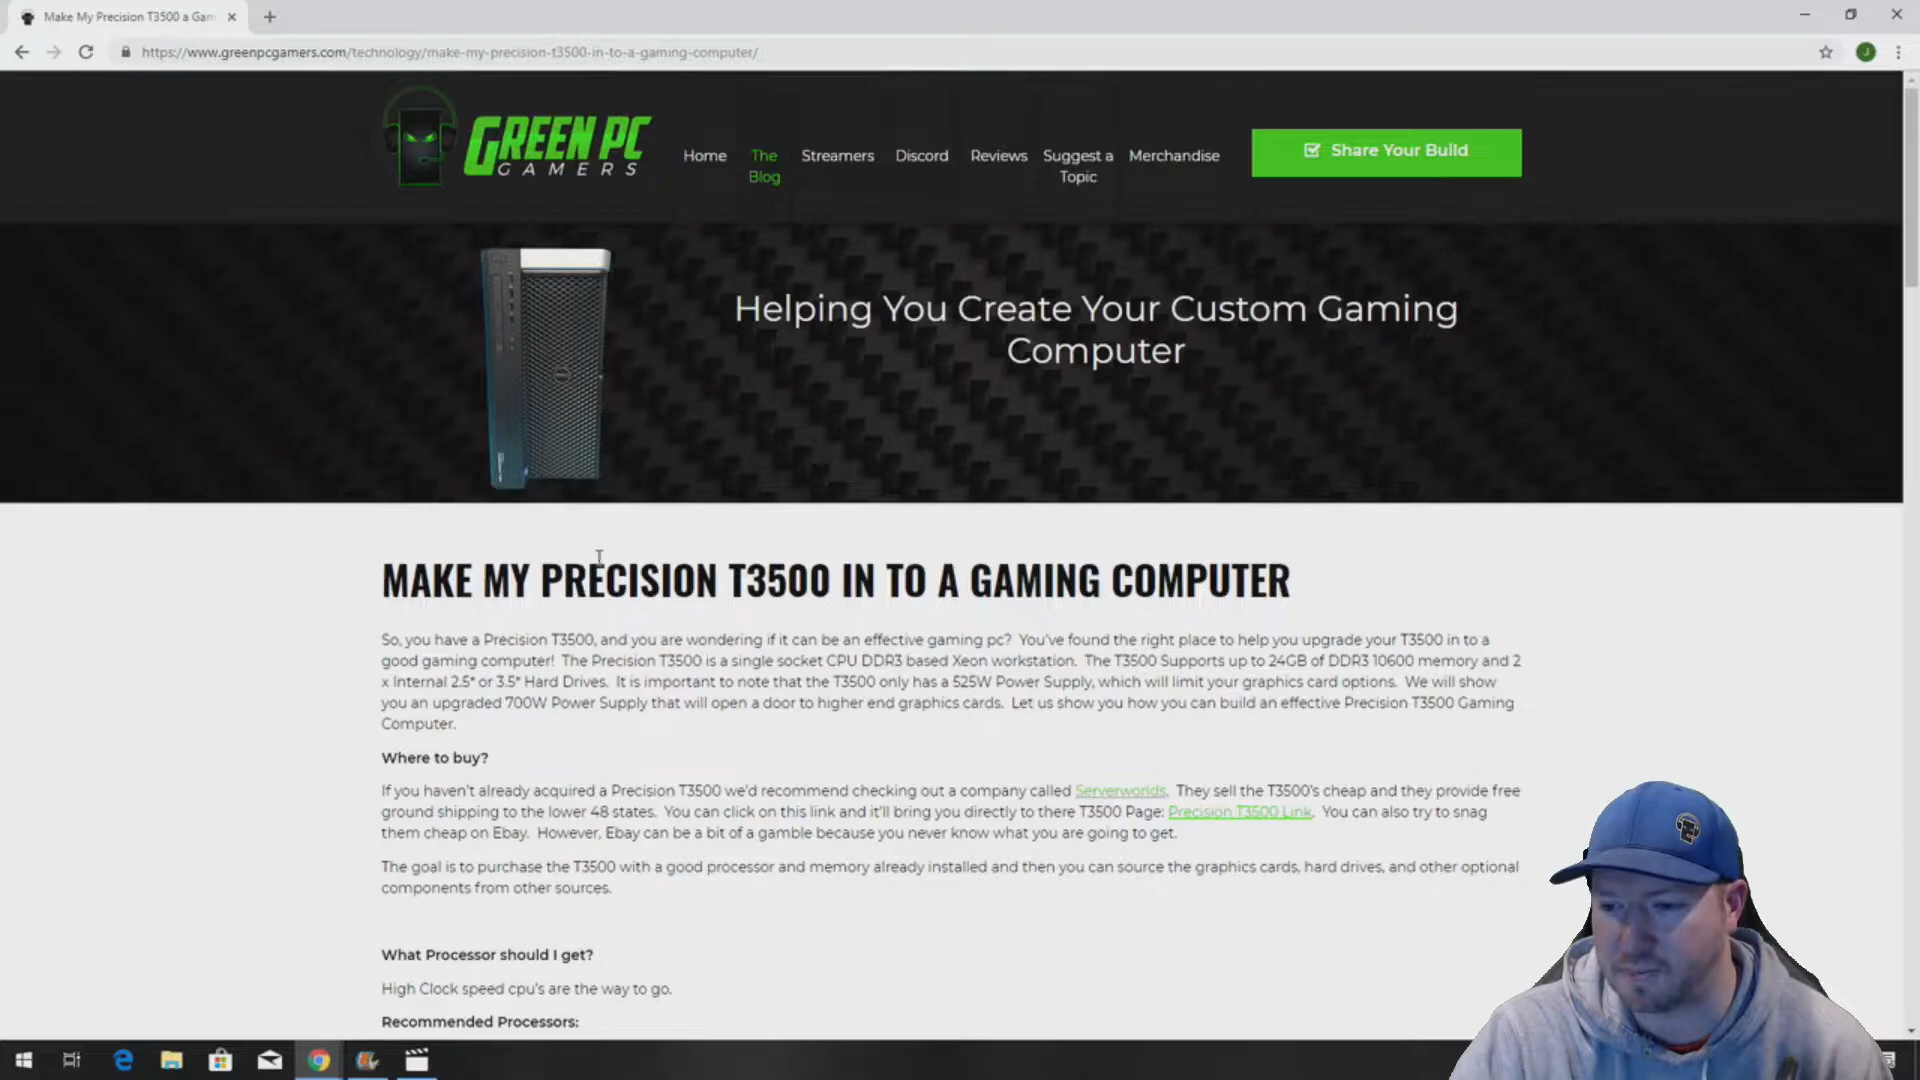 Make My Precision T3500 a Gam
https://www.greenpcgamers.com/technology/make-my-precision-t3500-in-to-a-gaming-computer/
J
GREEN PC
GAMERS
Home
The
Blog
Streamers
Discord
Reviews
Suggest a
Topic
Merchandise
Share Your Build
Helping You Create Your Custom Gaming
Computer
MAKE MY PRECISION T3500 IN TO A GAMING COMPUTER
So, you have a Precision T3500, and you are wondering if it can be an effective gaming pc? You've found the right place to help you upgrade your T3500 in to a
good gaming computer! The Precision T3500 is a single socket CPU DDR3 based Xeon workstation. The T3500 Supports up to 24GB of DDR3 10600 memory and 2
x Internal 2.5" or 3.5" Hard Drives. It is important to note that the T3500 only has a 525W Power Supply, which will limit your graphics card options. We will show
you an upgraded 700W Power Supply that will open a door to higher end graphics cards. Let us show you how you can build an effective Precision T3500 Gaming
Computer.
Where to buy?
If you haven't already acquired a Precision T3500 we'd recommend checking out a company called Serverworlds. They sell the T3500's cheap and they provide free
ground shipping to the lower 48 states. You can click on this link and it'll bring you directly to there T3500 Page: Precision T3500 Link. You can also try to snag
them cheap on Ebay. However, Ebay can be a bit of a gamble because you never know what you are going to get.
The goal is to purchase the T3500 with a good processor and memory already installed and then you can source the graphics cards, hard drives, and other optional
components from other sources.
What Processor should I get?
High Clock speed cpu's are the way to go.
Recommended Processors: